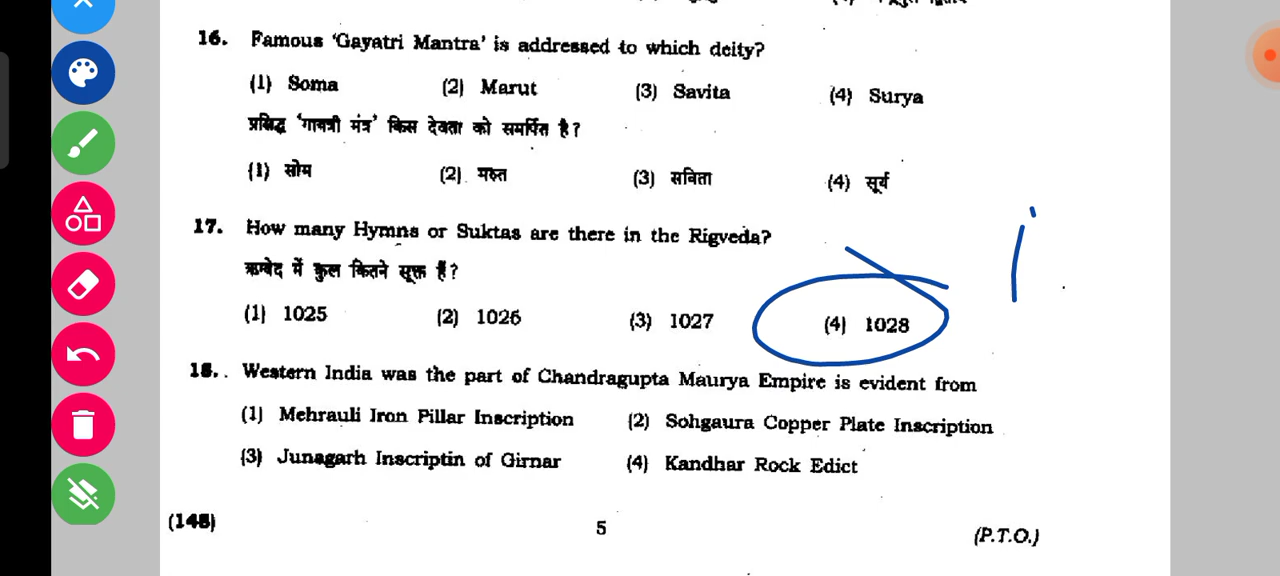 16. Famous 'Gayatri Mantra' is addressed to which deity?
(1) Soma (2) Marut (3) Savita (4) Surya
प्रसिद्ध 'गायत्री मंत्र' किस देवता को समर्पित है?
(1) सोम (2) मरुत (3) सविता (4) सूर्य
17. How many Hymns or Suktas are there in the Rigveda?
ऋग्वेद में कुल कितने सूक्त हैं?
(1) 1025 (2) 1026 (3) 1027 (4) 1028
18. Western India was the part of Chandragupta Maurya Empire is evident from
(1) Mehrauli Iron Pillar Inscription (2) Sohgaura Copper Plate Inscription
(3) Junagarh Inscriptin of Girnar (4) Kandhar Rock Edict
(148) 5 (P.T.O.)